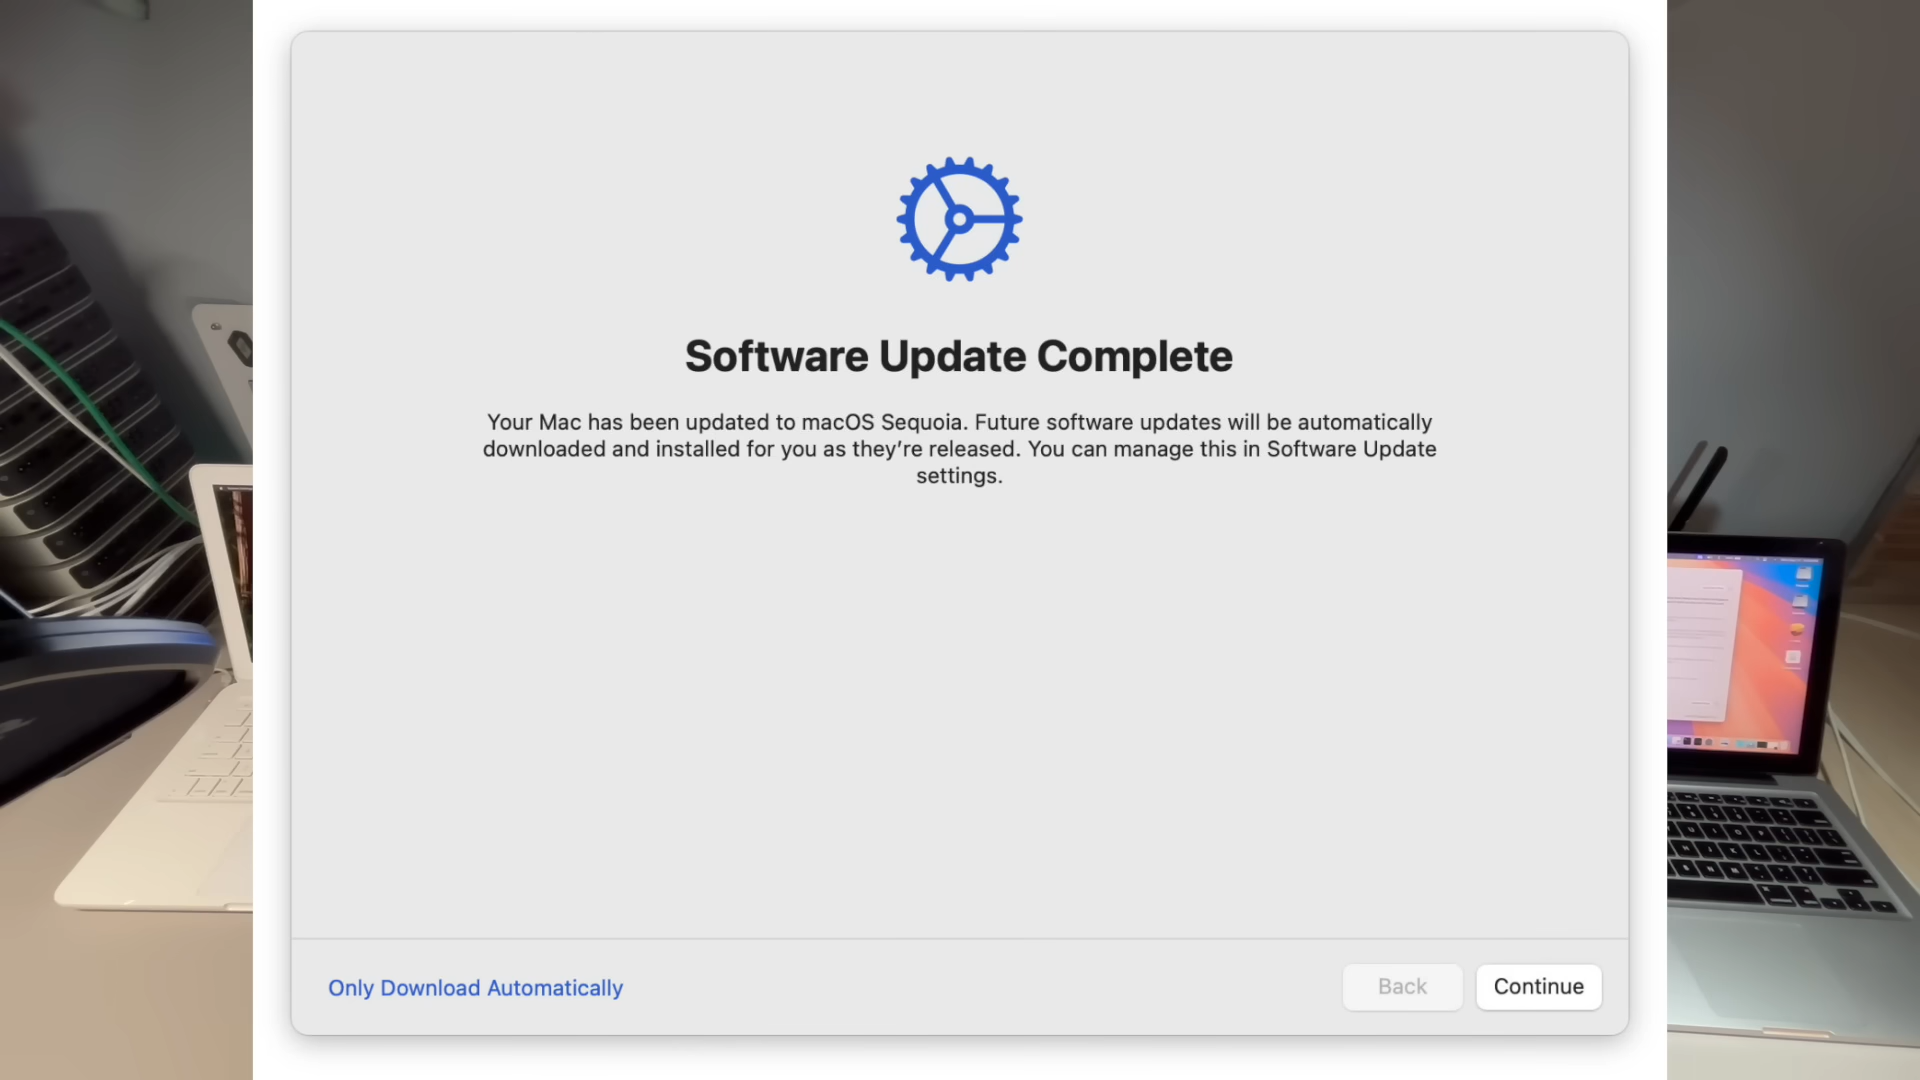 Software Update Complete
Your Mac has been updated to macOS Sequoia. Future software updates will be automatically
downloaded and installed for you as they’re released. You can manage this in Software Update
settings.
Only Download Automatically
Back
Continue